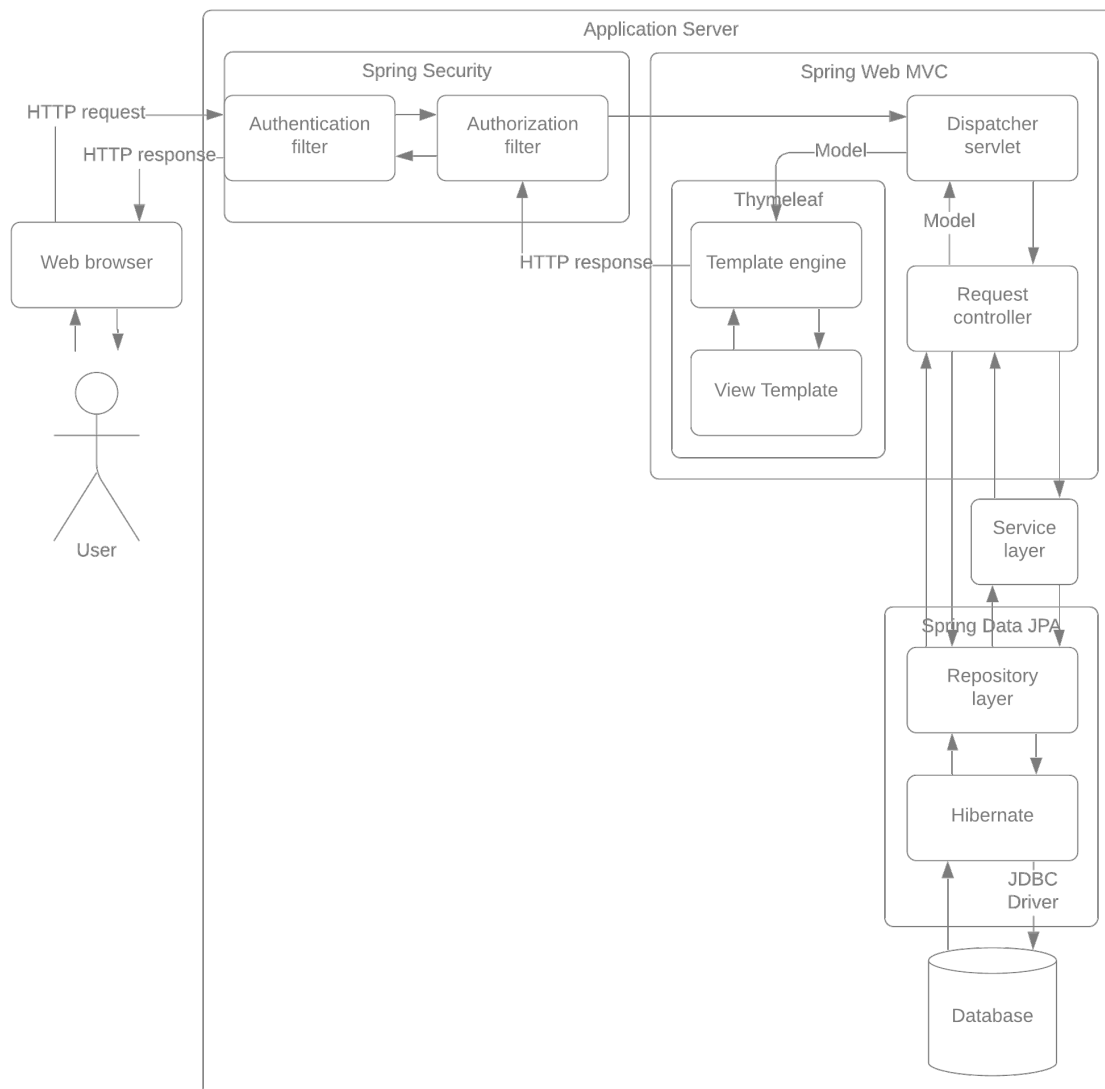 Application Server
Spring Security
Spring Web MVC
HTTP request
Authentication
filter
Authorization
filter
Dispatcher
servlet
HTTP response
Model
Thymeleaf
Model
Web browser
HTTP response
Template engine
Request
controller
View Template
User
Service
layer
Spring Data JPA
Repository
layer
Hibernate
JDBC
Driver
Database